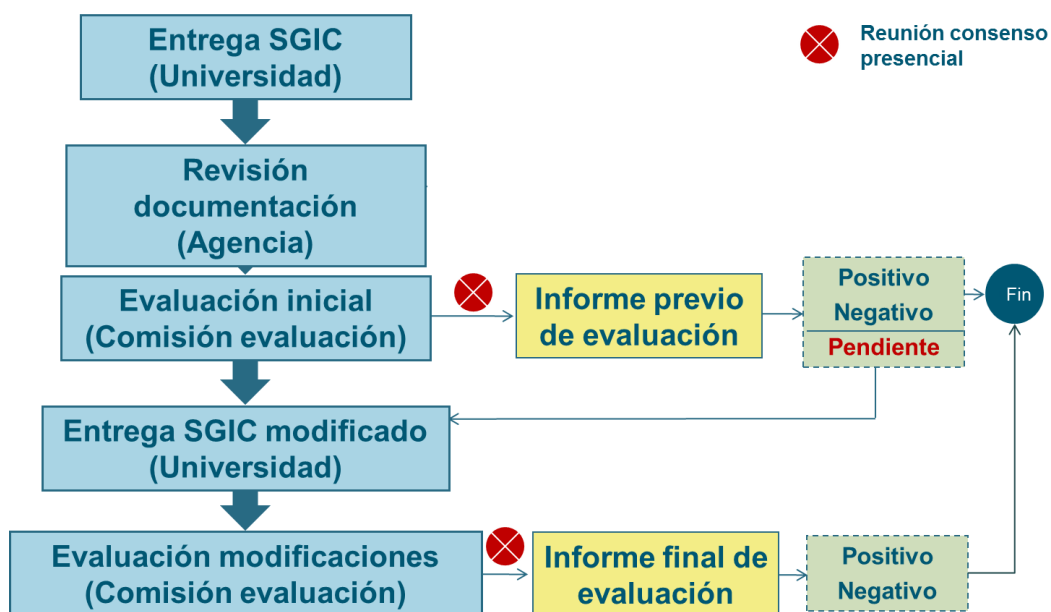 Entrega SGIC
(Universidad)
Reunión consenso
presencial
Revisión
documentación
(Agencia)
Evaluación inicial
(Comisión evaluación)
Informe previo
de evaluación
Positivo
Negativo
Pendiente
Fin
Entrega SGIC modificado
(Universidad)
Evaluación modificaciones
(Comisión evaluación)
Informe final de
evaluación
Positivo
Negativo